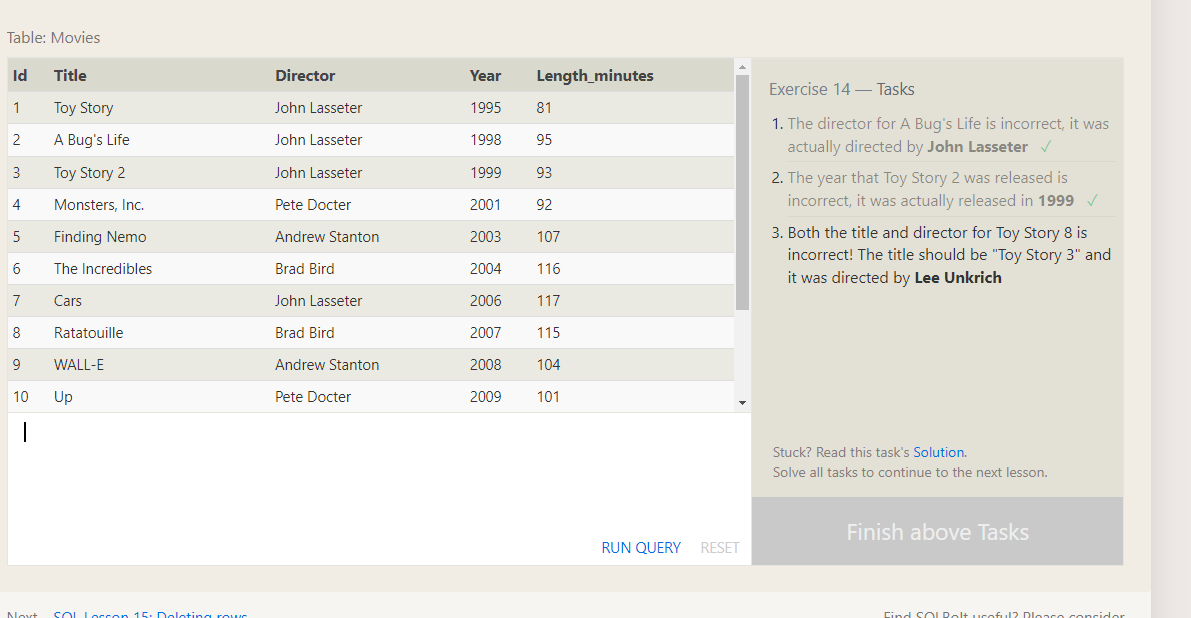 Table: Movies
Id Title Director Year Length_minutes
1 Toy Story John Lasseter 1995 81
2 A Bug's Life John Lasseter 1998 95
3 Toy Story 2 John Lasseter 1999 93
4 Monsters, Inc. Pete Docter 2001 92
5 Finding Nemo Andrew Stanton 2003 107
6 The Incredibles Brad Bird 2004 116
7 Cars John Lasseter 2006 117
8 Ratatouille Brad Bird 2007 115
9 WALL-E Andrew Stanton 2008 104
10 Up Pete Docter 2009 101
RUN QUERY RESET
Exercise 14 — Tasks
1. The director for A Bug's Life is incorrect, it was
actually directed by John Lasseter ✓
2. The year that Toy Story 2 was released is
incorrect, it was actually released in 1999 ✓
3. Both the title and director for Toy Story 8 is
incorrect! The title should be "Toy Story 3" and
it was directed by Lee Unkrich
Stuck? Read this task's Solution.
Solve all tasks to continue to the next lesson.
Finish above Tasks
Next SQL Lesson 15: Deleting rows
Find SQLBolt useful? Please consider